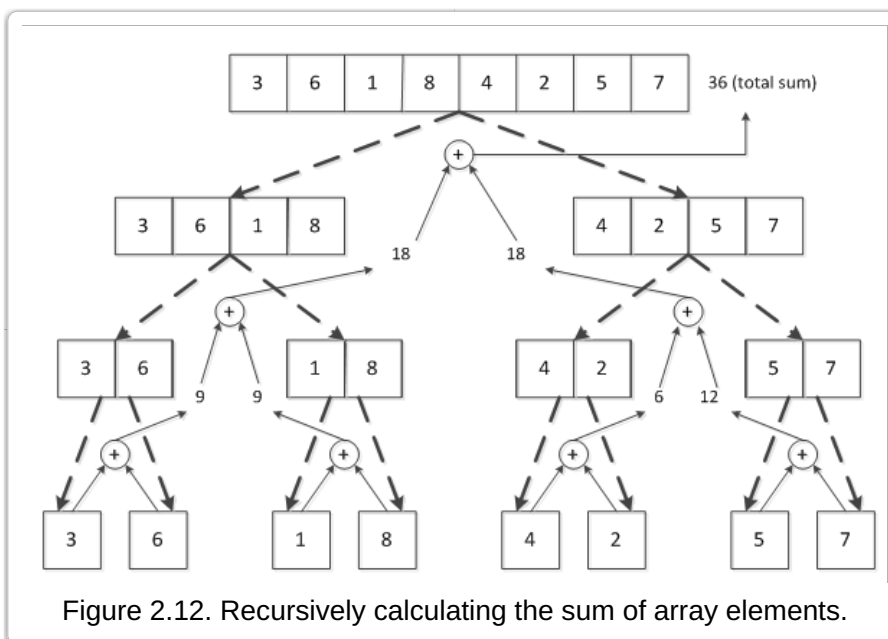 3 6 1 8 4 2 5 7 36 (total sum)
+
3 6 1 8 4 2 5 7
18 18
+ +
3 6 1 8 4 2 5 7
9 9 6 12
+ + + +
3 6 1 8 4 2 5 7
Figure 2.12. Recursively calculating the sum of array elements.